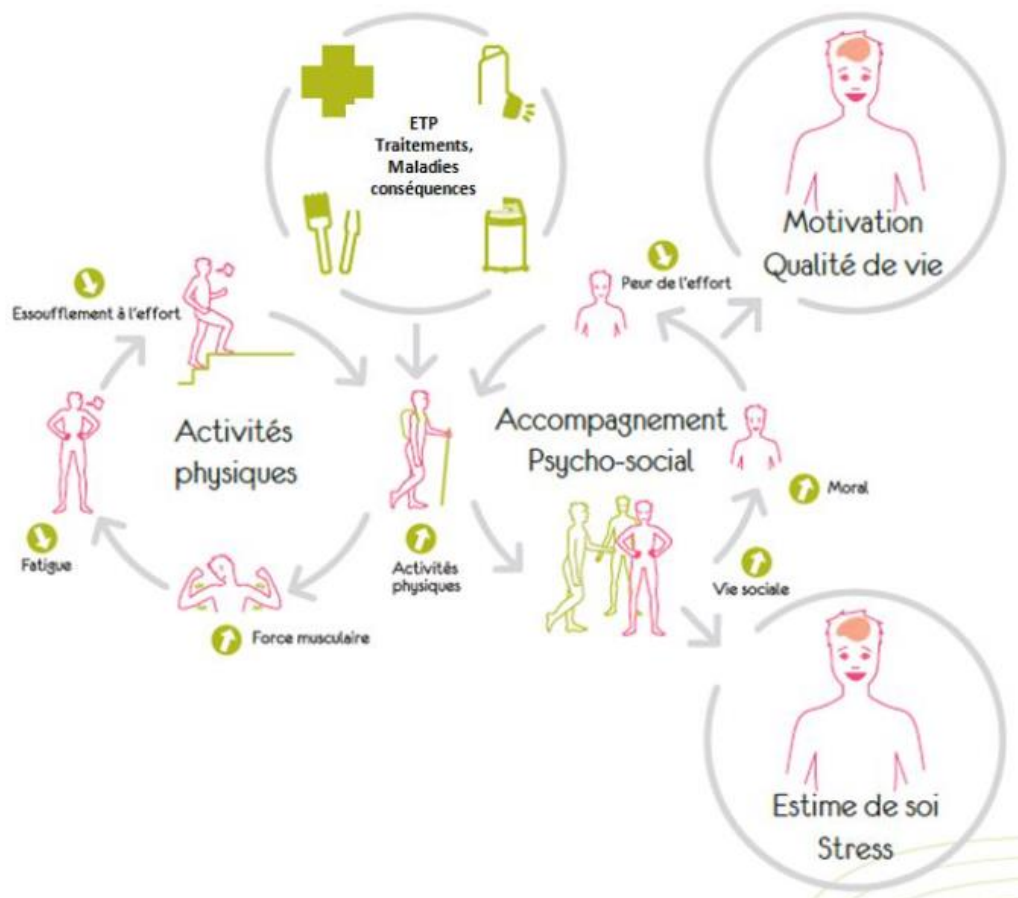 ETP
Traitements,
Maladies
conséquences
Motivation
Qualité de vie
Peur de l'effort
Essoufflement à l'effort
Activités
physiques
Accompagnement
Psycho-social
Moral
Fatigue
Activités
physiques
Vie sociale
Force musculaire
Estime de soi
Stress